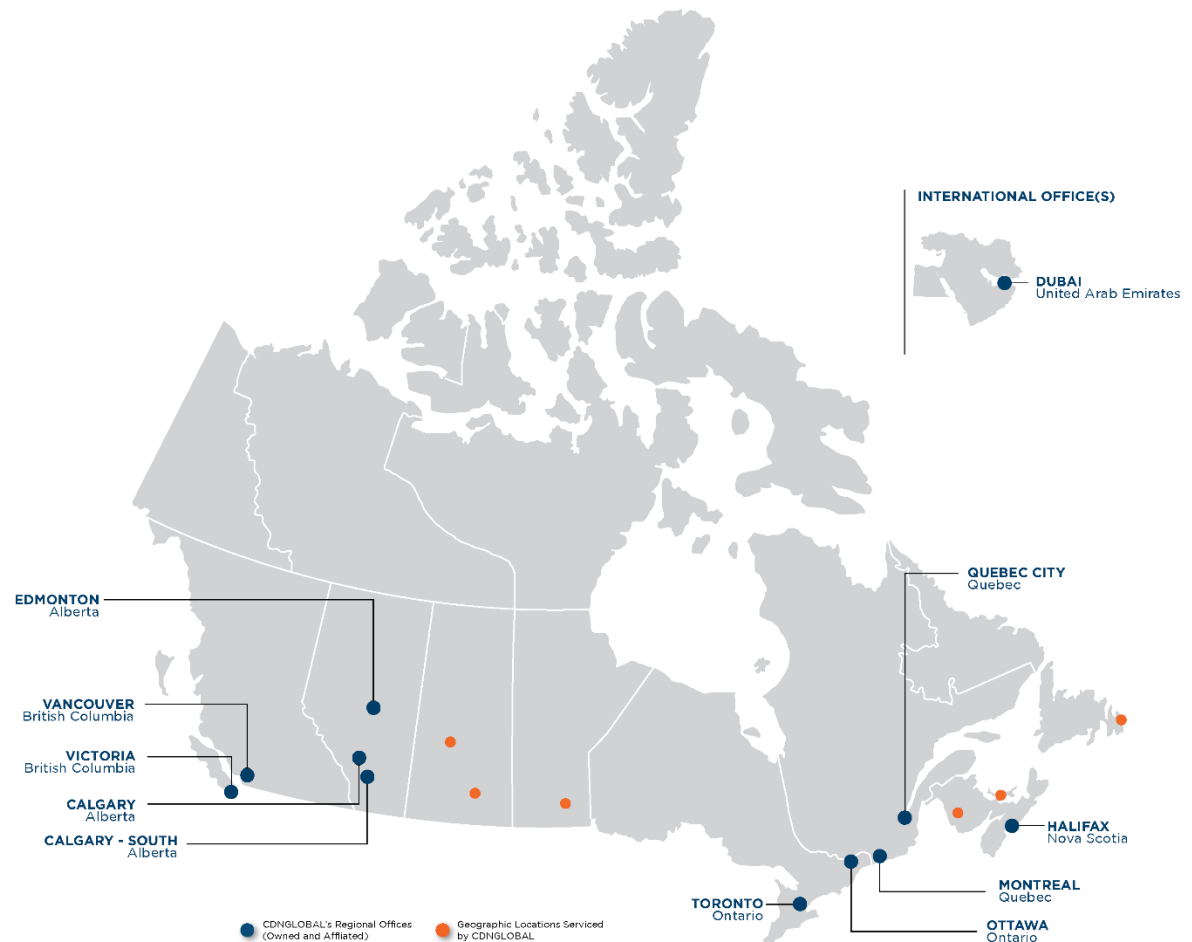 INTERNATIONAL OFFICE(S)
DUBAI
United Arab Emirates
QUEBEC CITY
Quebec
EDMONTON
Alberta
VANCOUVER
British Columbia
VICTORIA
British Columbia
CALGARY
Alberta
CALGARY - SOUTH
Alberta
HALIFAX
Nova Scotia
MONTREAL
Quebec
TORONTO
Ontario
OTTAWA
Ontario
CDNGLOBAL's Regional Offices
(Owned and Affliated)
Geographic Locations Serviced
by CDNGLOBAL